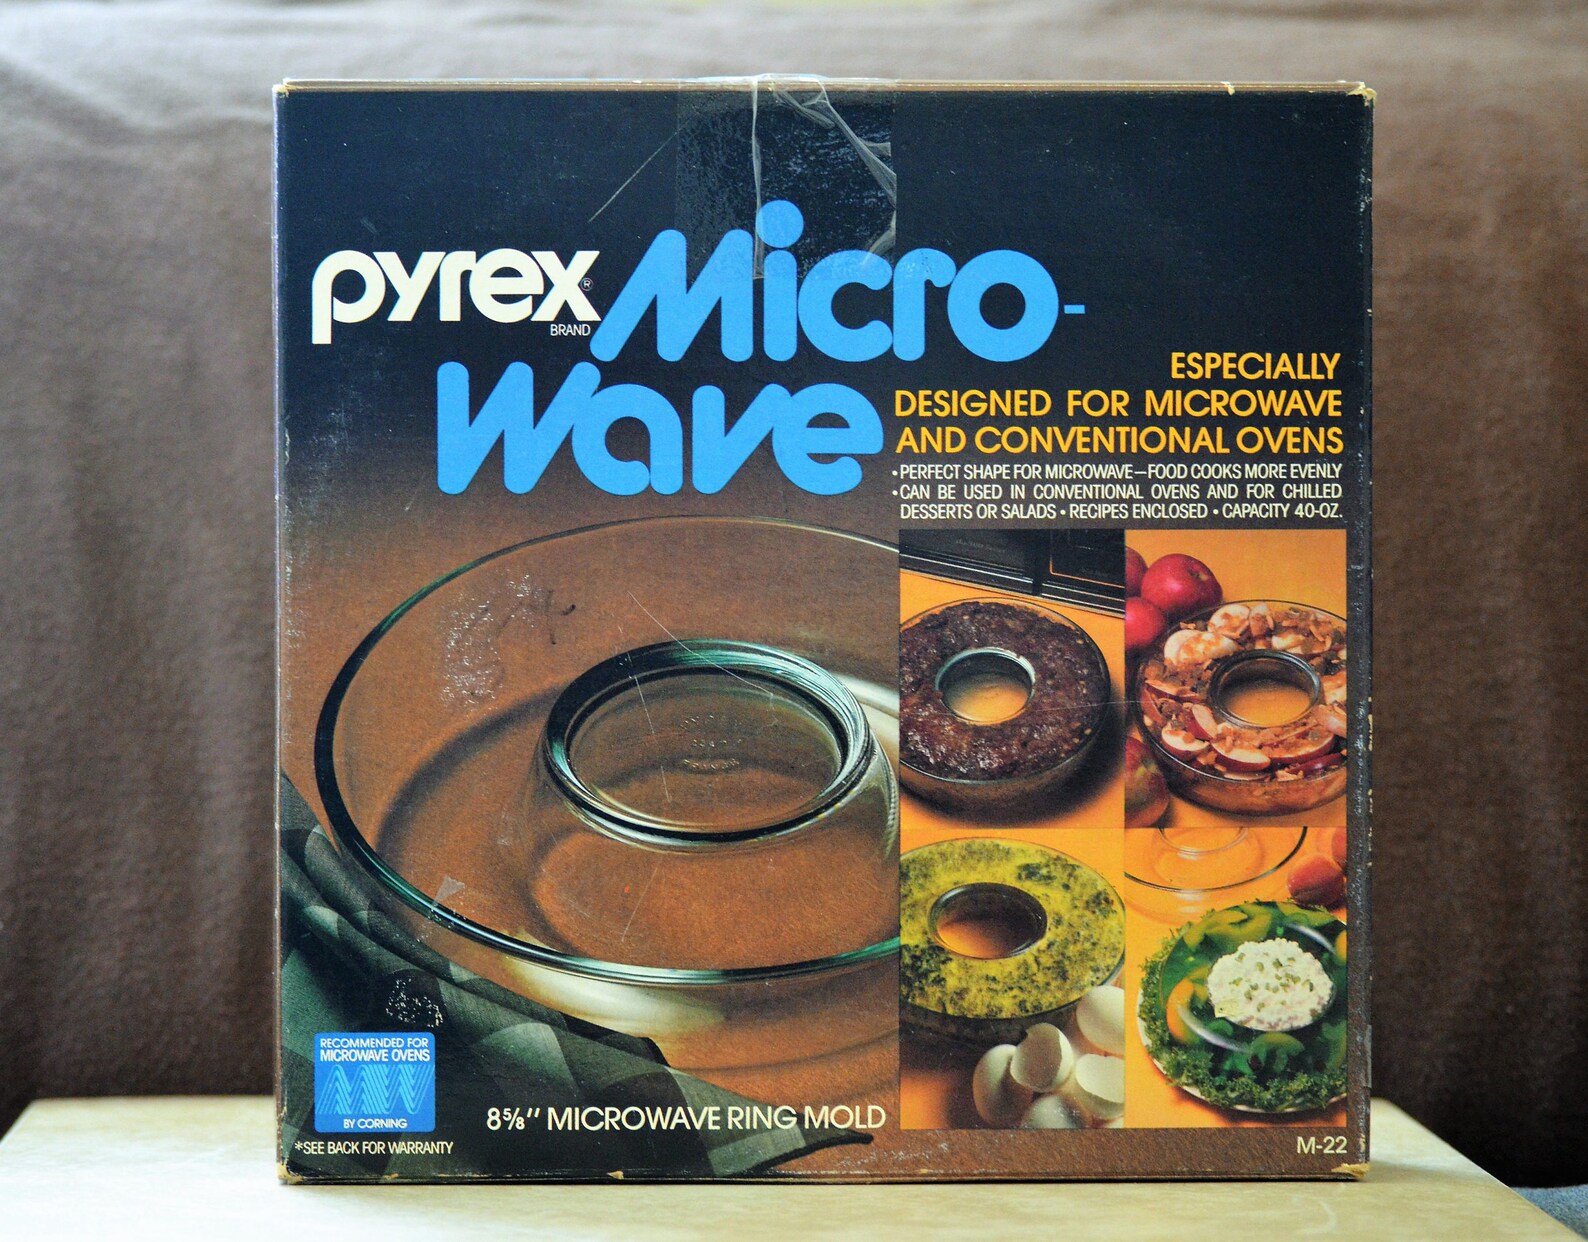 pyrex® Micro-
BRAND
Wave
ESPECIALLY
DESIGNED FOR MICROWAVE
AND CONVENTIONAL OVENS
• PERFECT SHAPE FOR MICROWAVE—FOOD COOKS MORE EVENLY
• CAN BE USED IN CONVENTIONAL OVENS AND FOR CHILLED
DESSERTS OR SALADS • RECIPES ENCLOSED • CAPACITY 40-OZ.
RECOMMENDED FOR
MICROWAVE OVENS
BY CORNING
*SEE BACK FOR WARRANTY
8⅝" MICROWAVE RING MOLD
M-22